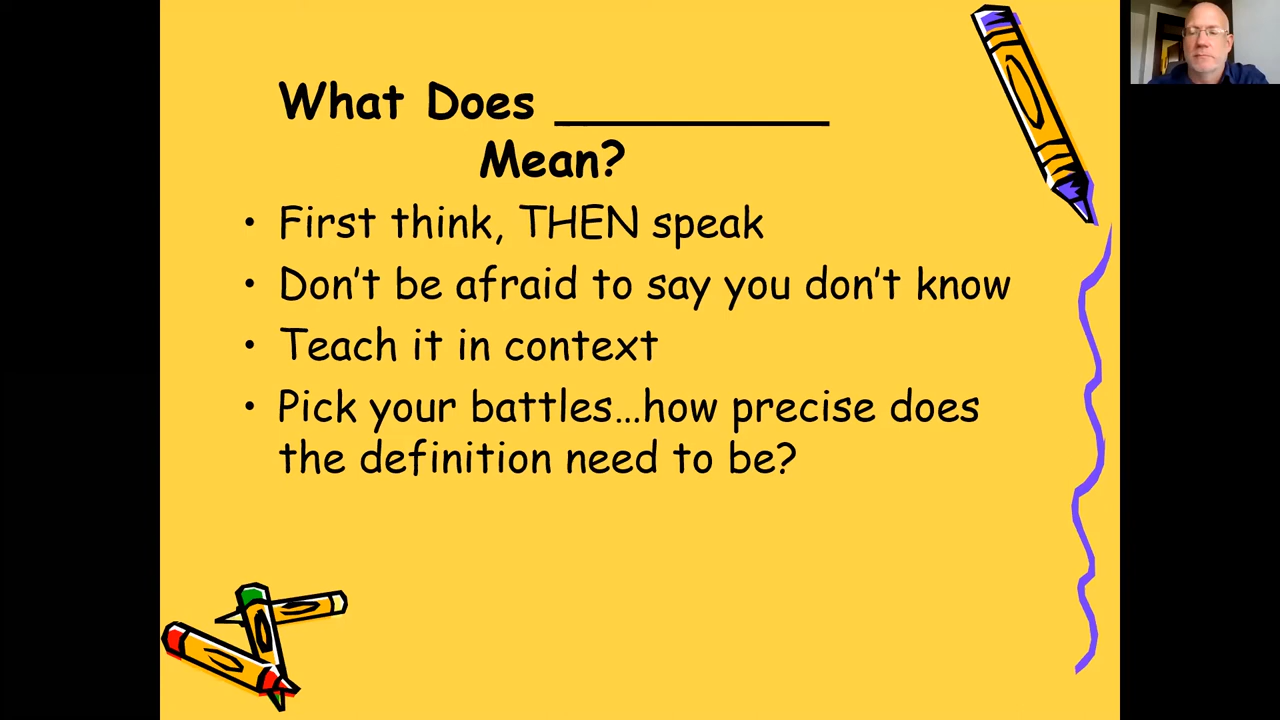 What Does __________
Mean?
• First think, THEN speak
• Don’t be afraid to say you don’t know
• Teach it in context
• Pick your battles…how precise does
the definition need to be?